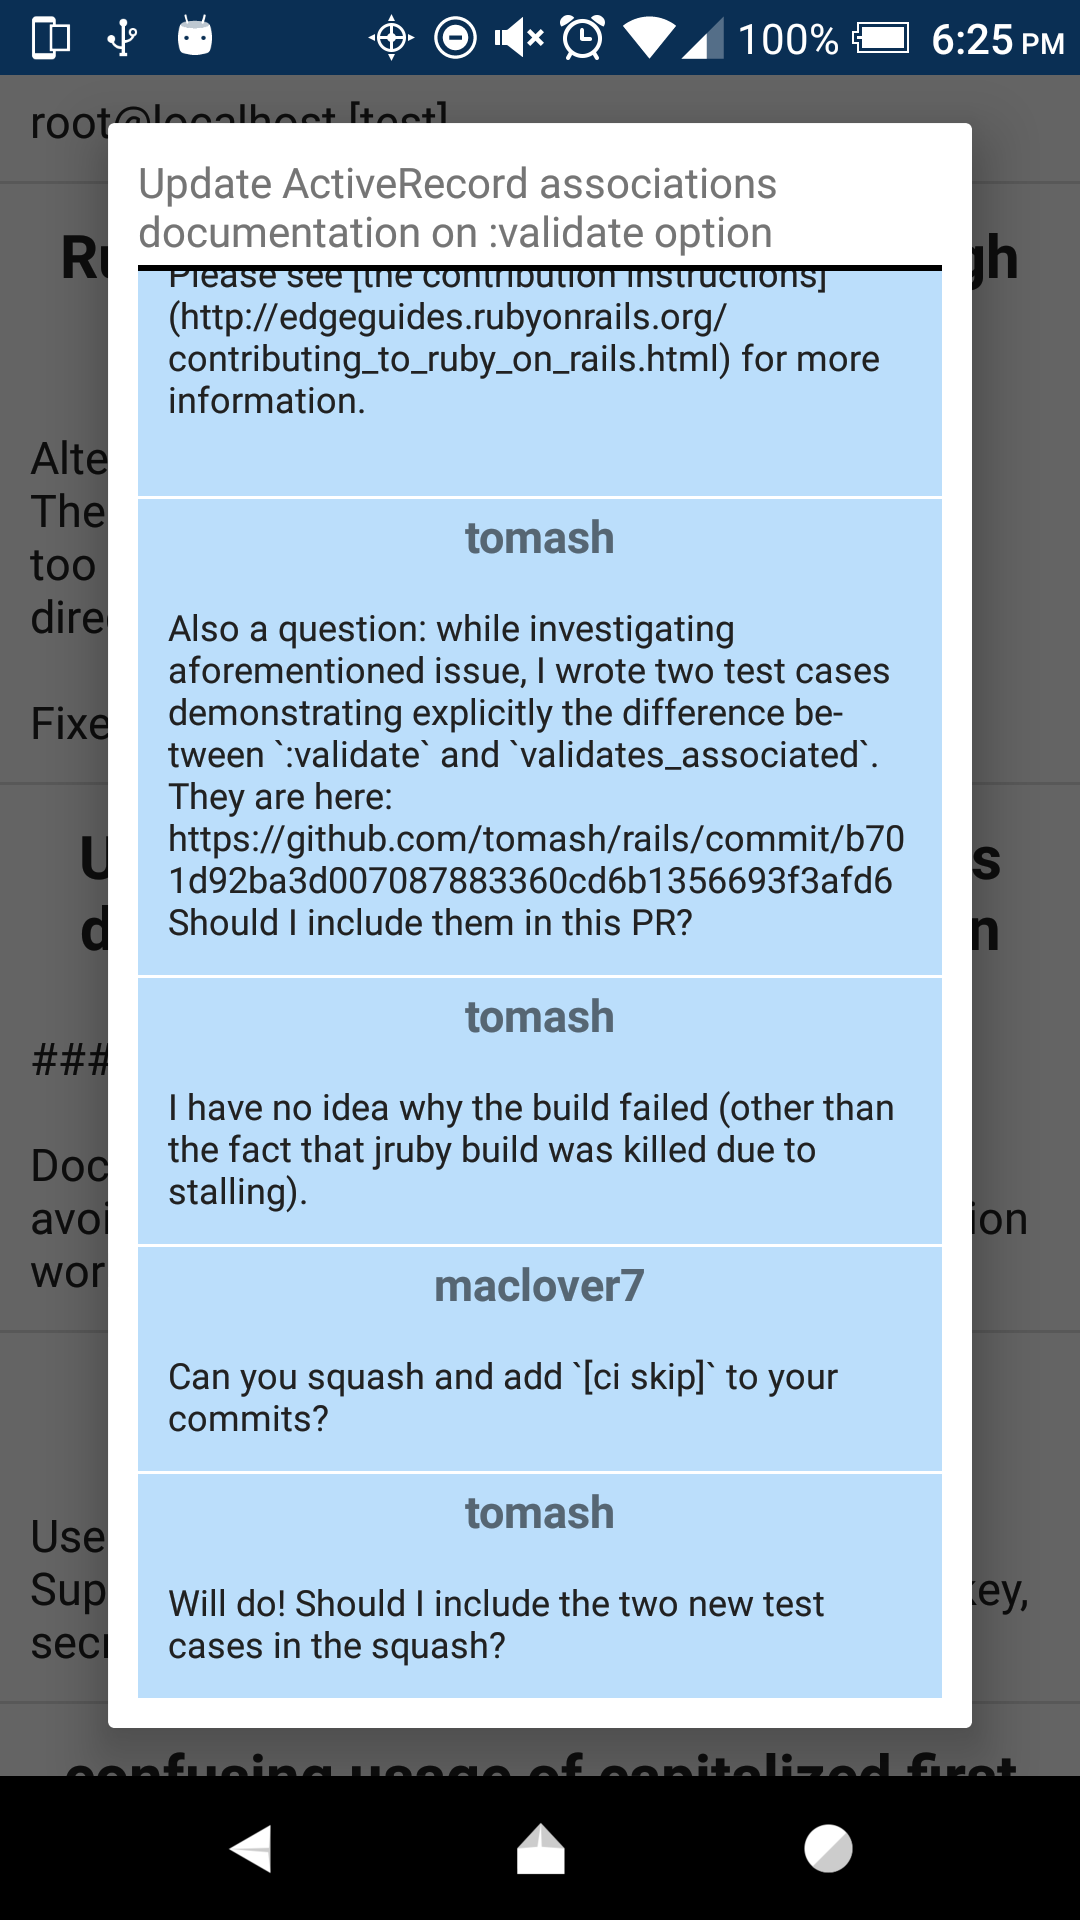 100% 6:25 PM
root@localhost [test]
Update ActiveRecord associations
documentation on :validate option
Please see [the contribution instructions]
(http://edgeguides.rubyonrails.org/
contributing_to_ruby_on_rails.html) for more
information.
tomash
Also a question: while investigating
aforementioned issue, I wrote two test cases
demonstrating explicitly the difference be-
tween `:validate` and `validates_associated`.
They are here:
https://github.com/tomash/rails/commit/b70
1d92ba3d007087883360cd6b1356693f3afd6
Should I include them in this PR?
tomash
I have no idea why the build failed (other than
the fact that jruby build was killed due to
stalling).
maclover7
Can you squash and add `[ci skip]` to your
commits?
tomash
Will do! Should I include the two new test
cases in the squash?
Ru
gh
Alte
The
too
dire
Fixe
U
s
d
n
###
Doc
avoi
ion
wor
Use
Sup
key,
secr
confusing usage of capitalized first